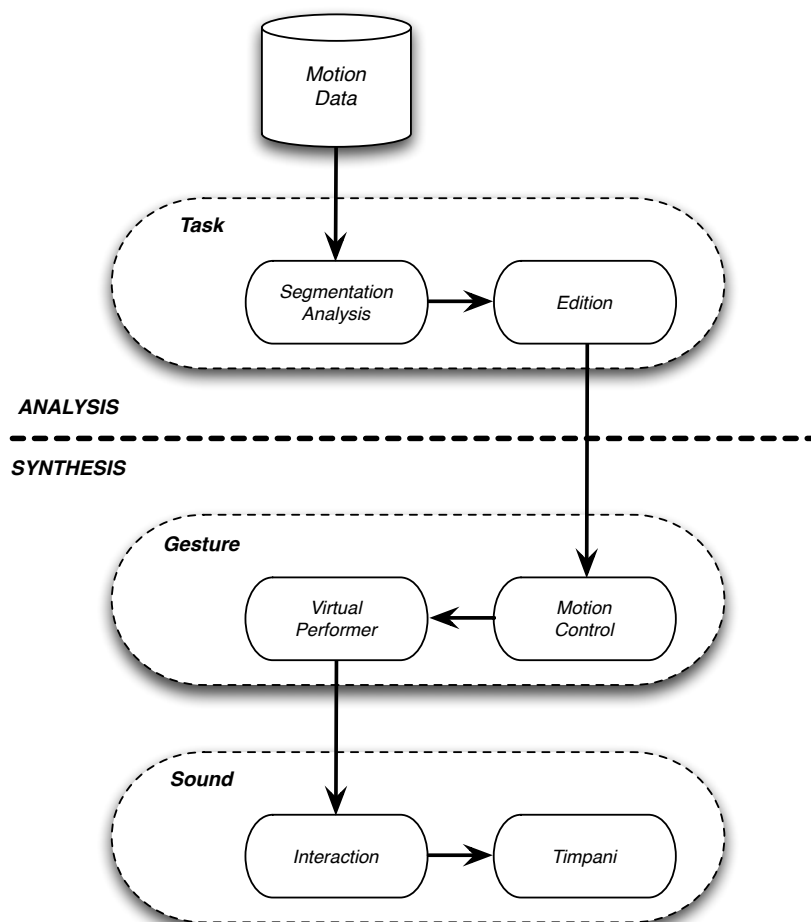 Motion
Data
Task
Segmentation
Analysis
Edition
ANALYSIS
SYNTHESIS
Gesture
Virtual
Performer
Motion
Control
Sound
Interaction
Timpani